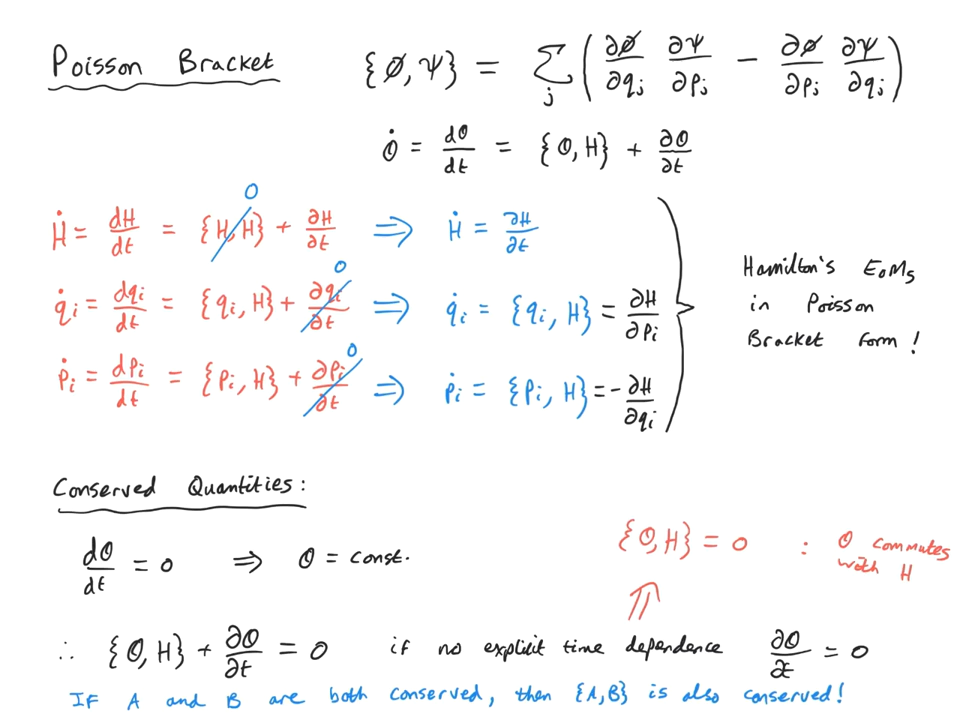 Poisson Bracket {ø, ψ} = Σ_j (∂ø/∂q_j ∂ψ/∂p_j − ∂ø/∂p_j ∂ψ/∂q_j)
Ȯ = dO/dt = {O, H} + ∂O/∂t
Ḣ = dH/dt = {H, H} 0 + ∂H/∂t ⇒ Ḣ = ∂H/∂t
q̇_i = dq_i/dt = {q_i, H} + ∂q_i/∂t 0 ⇒ q̇_i = {q_i, H} = ∂H/∂p_i
ṗ_i = dp_i/dt = {p_i, H} + ∂p_i/∂t 0 ⇒ ṗ_i = {p_i, H} = −∂H/∂q_i
Hamilton's EoMs
in Poisson
Bracket form!
Conserved Quantities:
dO/dt = 0 ⇒ O = const.
{O, H} = 0 : O commutes
with H
⇑
∴ {O, H} + ∂O/∂t = 0 if no explicit time dependence ∂O/∂t = 0
IF A and B are both conserved, then {A,B} is also conserved!